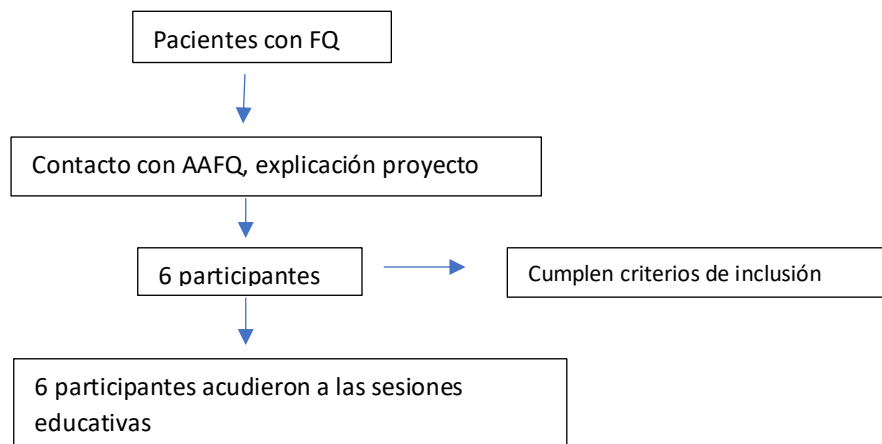 Pacientes con FQ
Contacto con AAFQ, explicación proyecto
6 participantes
Cumplen criterios de inclusión
6 participantes acudieron a las sesiones
educativas